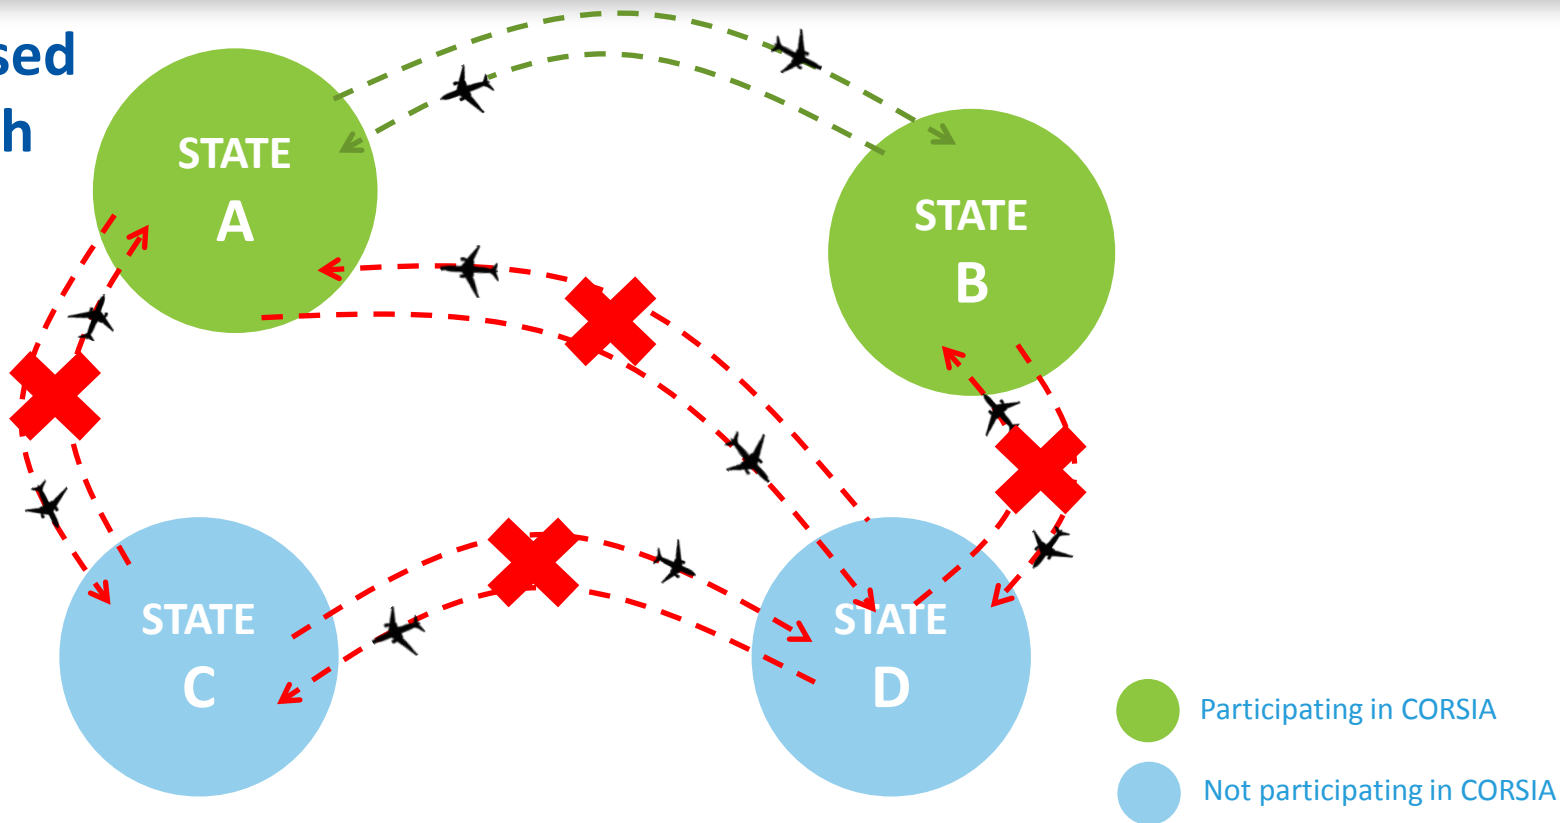 sed
h
STATE
A
STATE
B
STATE
C
STATE
D
Participating in CORSIA
Not participating in CORSIA